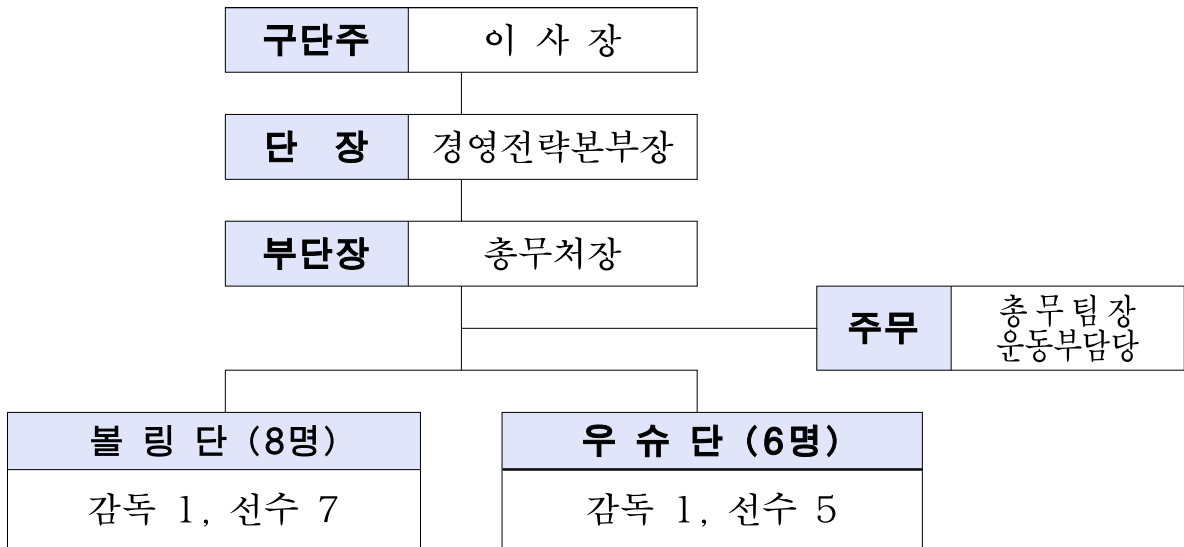 구단주 이 사 장
단 장 경영전략본부장
부단장 총무처장
주무 총 무 팀 장
운동부담당
볼 링 단 (8명)
감독 1, 선수 7
우 슈 단 (6명)
감독 1, 선수 5